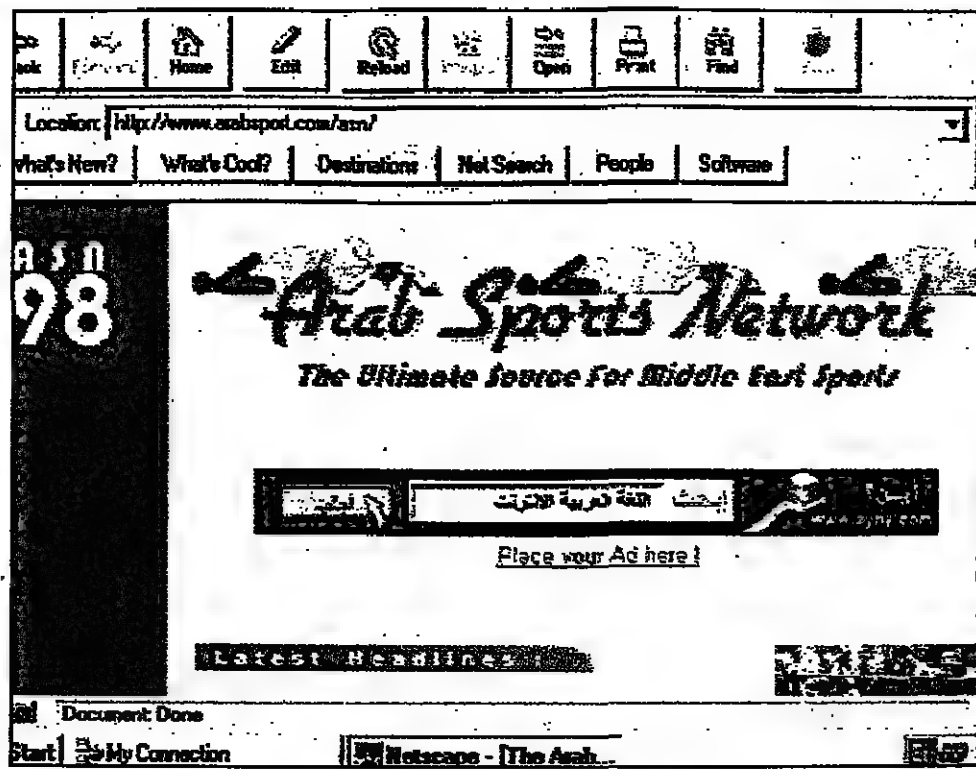 Home Edit Reload Open Print Find
Location: http://www.arabsport.com/asn/
What's New? What's Cool? Destinations Net Search People Software
ASN
98
Arab Sports Network
The Ultimate Source For Middle East Sports
Place your Ad here!
Latest Headlines
Document: Done
Start My Connection Netscape - [The Arab...